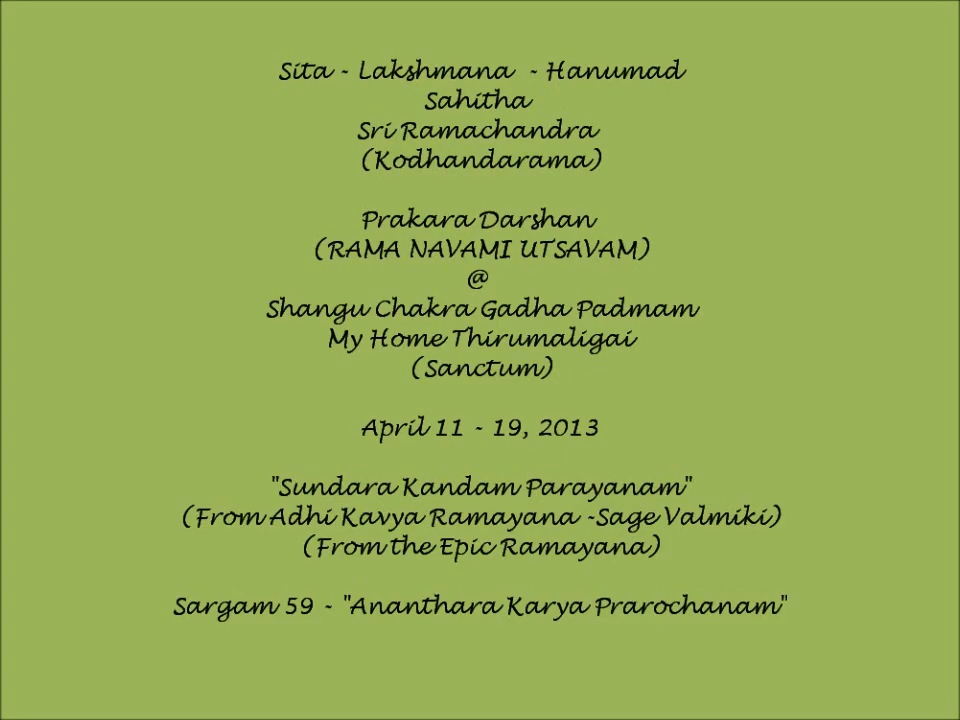 Sita - Lakshmana - Hanumad
Sahitha
Sri Ramachandra
(Kodhandarama)
Prakara Darshan
(RAMA NAVAMI UTSAVAM)
@
Shangu Chakra Gadha Padmam
My Home Thirumaligai
(Sanctum)
April 11 - 19, 2013
"Sundara Kandam Parayanam"
(From Adhi Kavya Ramayana -Sage Valmiki)
(From the Epic Ramayana)
Sargam 59 - "Ananthara Karya Prarochanam"